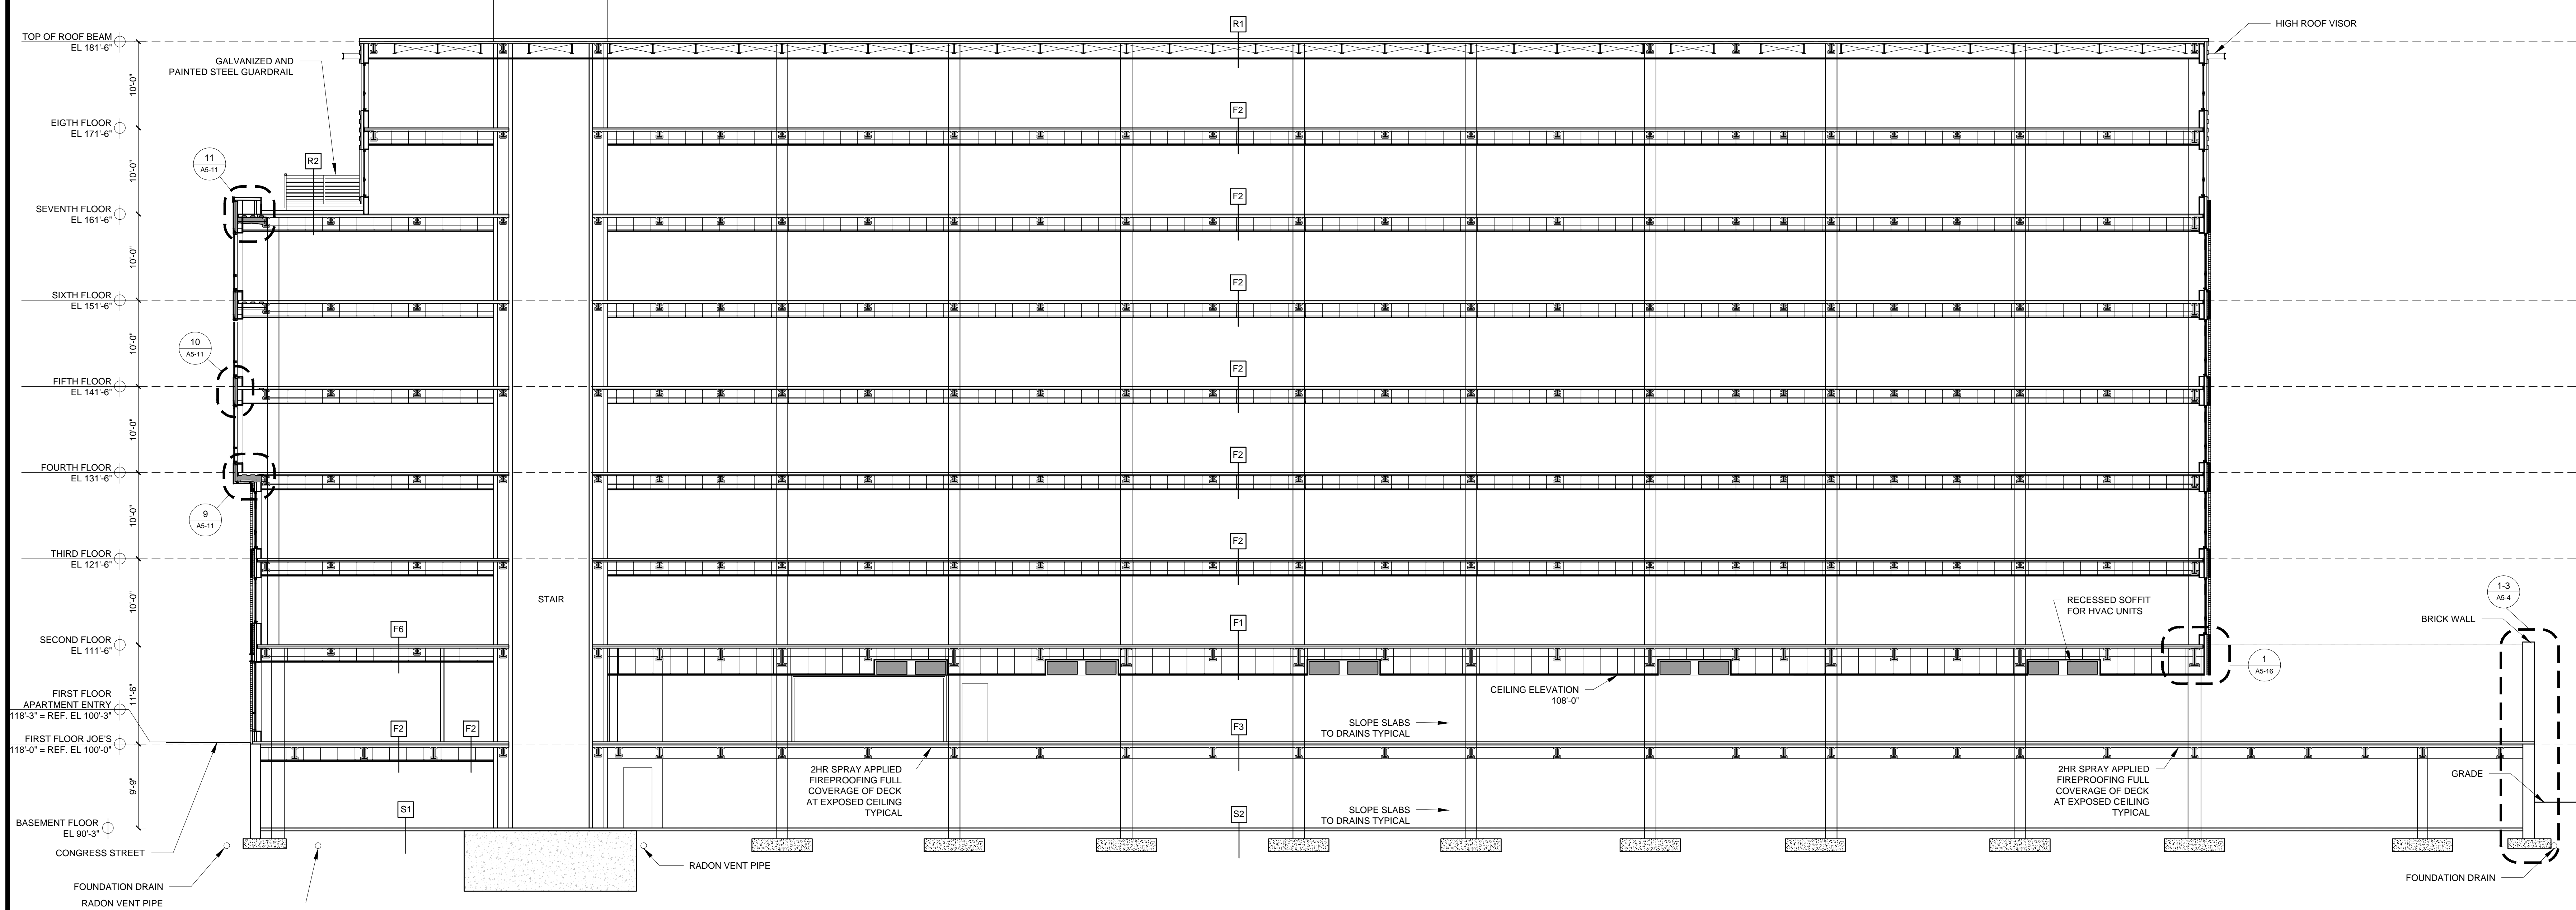 TOP OF ROOF BEAM
EL 181'-6"
10'-0"
GALVANIZED AND
PAINTED STEEL GUARDRAIL
R1
HIGH ROOF VISOR
EIGTH FLOOR
EL 171'-6"
F2
10'-0"
11
A5-11
R2
SEVENTH FLOOR
EL 161'-6"
F2
10'-0"
SIXTH FLOOR
EL 151'-6"
F2
10'-0"
10
A5-11
FIFTH FLOOR
EL 141'-6"
F2
10'-0"
FOURTH FLOOR
EL 131'-6"
F2
9
A5-11
10'-0"
THIRD FLOOR
EL 121'-6"
F2
10'-0"
STAIR
RECESSED SOFFIT
FOR HVAC UNITS
1-3
A5-4
BRICK WALL
SECOND FLOOR
EL 111'-6"
F6
F1
1
A5-16
11'-6"
CEILING ELEVATION
108'-0"
FIRST FLOOR
APARTMENT ENTRY
118'-3" = REF. EL 100'-3"
F2
F2
F3
SLOPE SLABS
TO DRAINS TYPICAL
FIRST FLOOR JOE'S
118'-0" = REF. EL 100'-0"
9'-9"
2HR SPRAY APPLIED
FIREPROOFING FULL
COVERAGE OF DECK
AT EXPOSED CEILING
TYPICAL
2HR SPRAY APPLIED
FIREPROOFING FULL
COVERAGE OF DECK
AT EXPOSED CEILING
TYPICAL
GRADE
S1
S2
SLOPE SLABS
TO DRAINS TYPICAL
BASEMENT FLOOR
EL 90'-3"
CONGRESS STREET
RADON VENT PIPE
FOUNDATION DRAIN
RADON VENT PIPE
FOUNDATION DRAIN